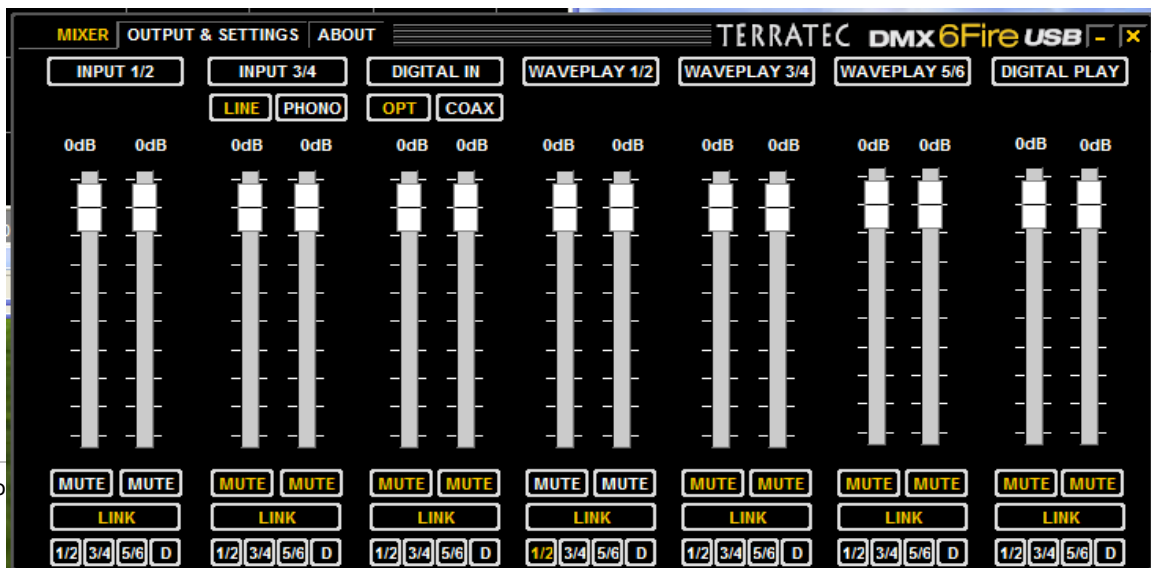 MIXER OUTPUT & SETTINGS ABOUT TERRATEC DMX 6Fire USB
INPUT 1/2 INPUT 3/4 DIGITAL IN WAVEPLAY 1/2 WAVEPLAY 3/4 WAVEPLAY 5/6 DIGITAL PLAY
LINE PHONO OPT COAX
0dB 0dB 0dB 0dB 0dB 0dB 0dB 0dB 0dB 0dB 0dB 0dB 0dB 0dB
MUTE MUTE MUTE MUTE MUTE MUTE MUTE MUTE MUTE MUTE MUTE MUTE MUTE MUTE
LINK LINK LINK LINK LINK LINK LINK
1/2 3/4 5/6 D 1/2 3/4 5/6 D 1/2 3/4 5/6 D 1/2 3/4 5/6 D 1/2 3/4 5/6 D 1/2 3/4 5/6 D 1/2 3/4 5/6 D